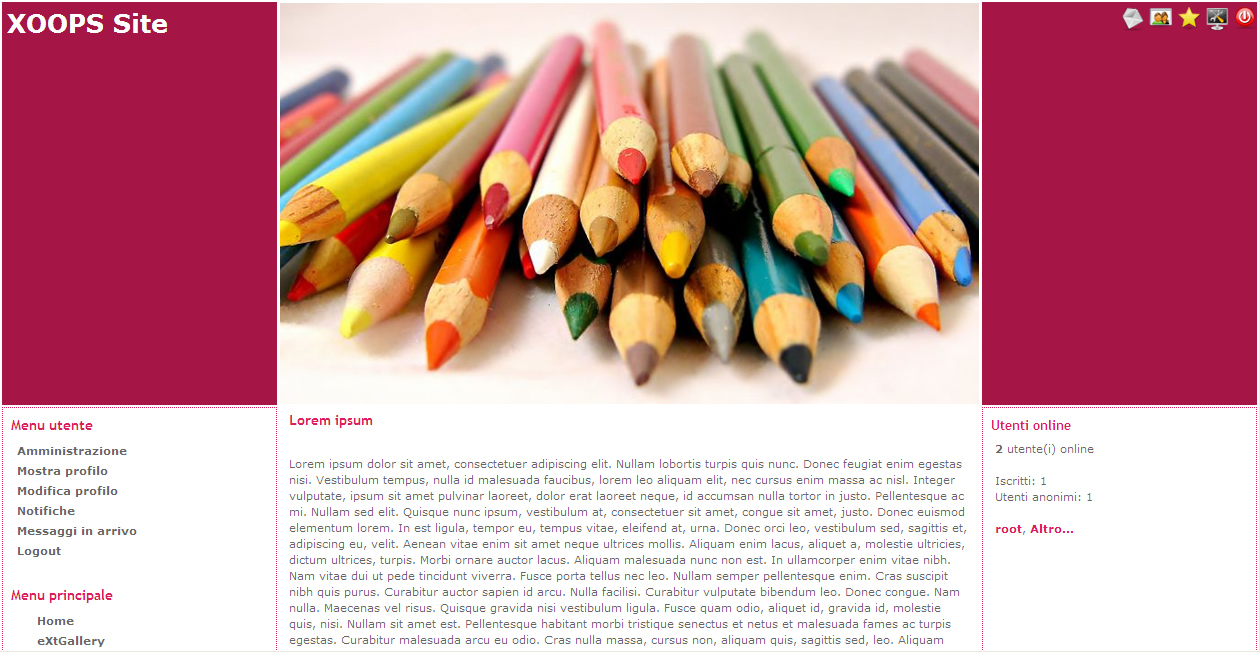 XOOPS Site
Menu utente
Amministrazione
Mostra profilo
Modifica profilo
Notifiche
Messaggi in arrivo
Logout
Menu principale
Home
eXtGallery
Lorem ipsum
Lorem ipsum dolor sit amet, consectetuer adipiscing elit. Nullam lobortis turpis quis nunc. Donec feugiat enim egestas
nisi. Vestibulum tempus, nulla id malesuada faucibus, lorem leo aliquam elit, nec cursus enim massa ac nisl. Integer
vulputate, ipsum sit amet pulvinar laoreet, dolor erat laoreet neque, id accumsan nulla tortor in justo. Pellentesque ac
mi. Nullam sed elit. Quisque nunc ipsum, vestibulum at, consectetuer sit amet, congue sit amet, justo. Donec euismod
elementum lorem. In est ligula, tempor eu, tempus vitae, eleifend at, urna. Donec orci leo, vestibulum sed, sagittis et,
adipiscing eu, velit. Aenean vitae enim sit amet neque ultrices mollis. Aliquam enim lacus, aliquet a, molestie ultricies,
dictum ultrices, turpis. Morbi ornare auctor lacus. Aliquam malesuada nunc non est. In ullamcorper enim vitae nibh.
Nam vitae dui ut pede tincidunt viverra. Fusce porta tellus nec leo. Nullam semper pellentesque enim. Cras suscipit
nibh quis purus. Curabitur auctor sapien id arcu. Nulla facilisi. Curabitur vulputate bibendum leo. Donec congue. Nam
nulla. Maecenas vel risus. Quisque gravida nisi vestibulum ligula. Fusce quam odio, aliquet id, gravida id, molestie
quis, nisi. Nullam sit amet est. Pellentesque habitant morbi tristique senectus et netus et malesuada fames ac turpis
egestas. Curabitur malesuada arcu eu odio. Cras nulla massa, cursus non, aliquam quis, sagittis sed, leo. Aliquam
Utenti online
2 utente(i) online
Iscritti: 1
Utenti anonimi: 1
root, Altro...